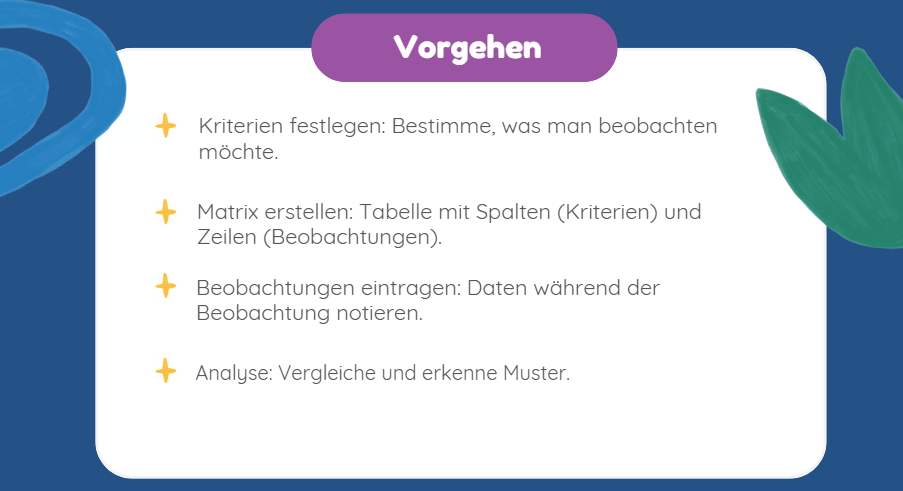 Vorgehen
Kriterien festlegen: Bestimme, was man beobachten
möchte.
Matrix erstellen: Tabelle mit Spalten (Kriterien) und
Zeilen (Beobachtungen).
Beobachtungen eintragen: Daten während der
Beobachtung notieren.
Analyse: Vergleiche und erkenne Muster.